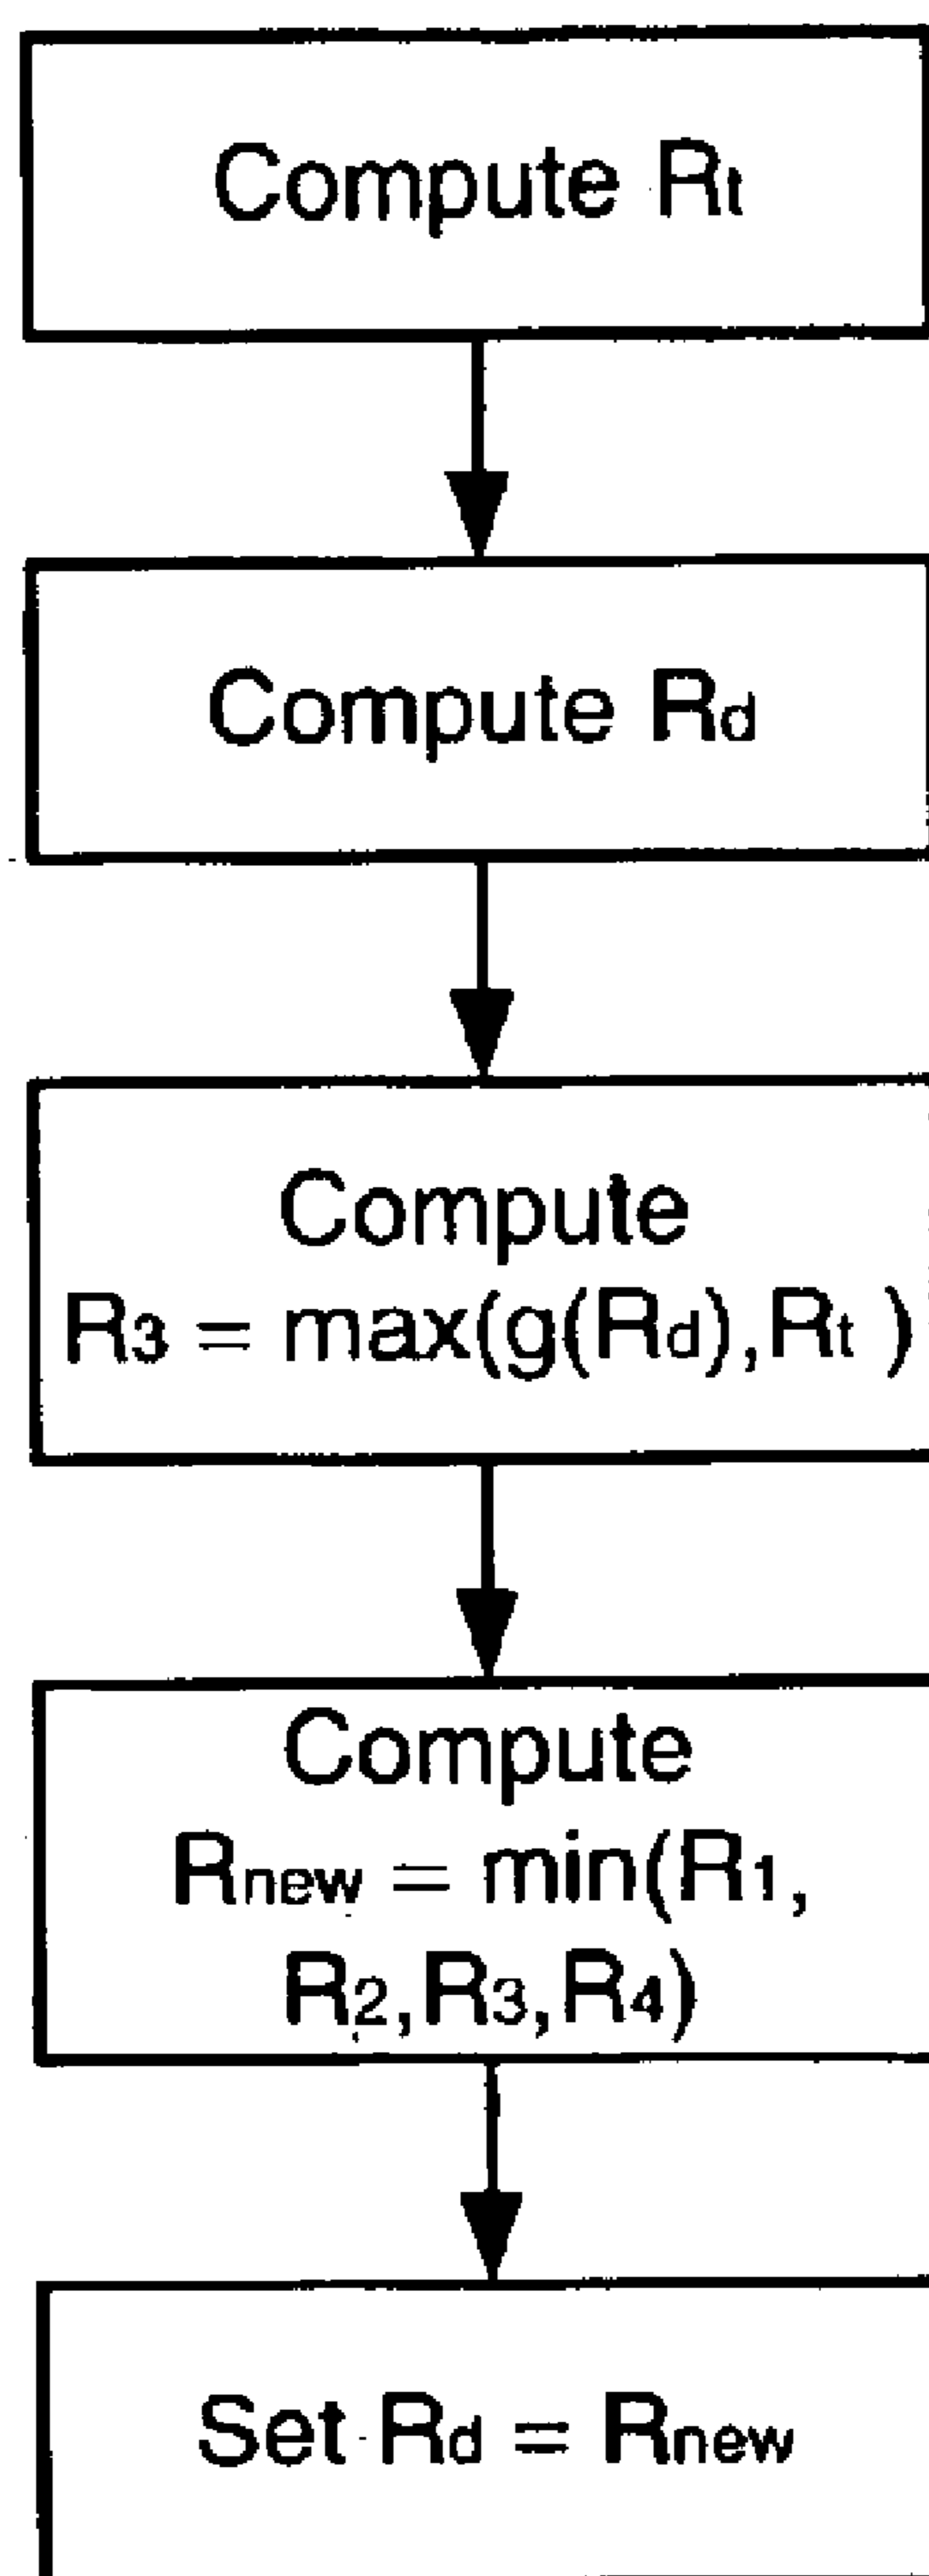 Compute Rt
Compute Rd
Compute
R3 = max(g(Rd),Rt )
Compute
Rnew = min(R1,
R2,R3,R4)
Set Rd = Rnew